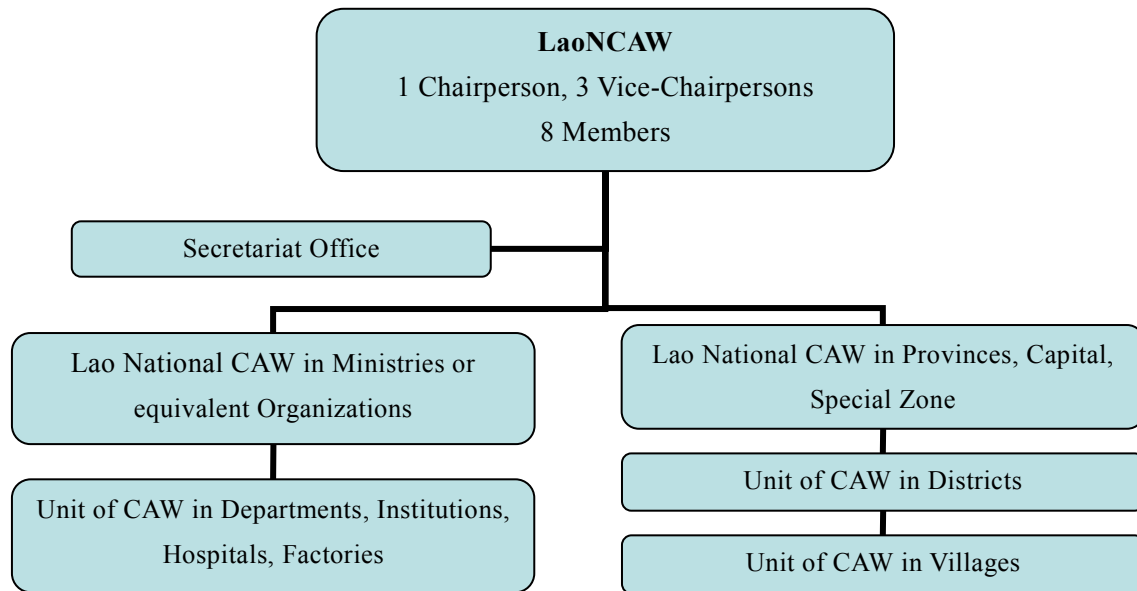 LaoNCAW
1 Chairperson, 3 Vice-Chairpersons
8 Members
Secretariat Office
Lao National CAW in Ministries or
equivalent Organizations
Unit of CAW in Departments, Institutions,
Hospitals, Factories
Lao National CAW in Provinces, Capital,
Special Zone
Unit of CAW in Districts
Unit of CAW in Villages